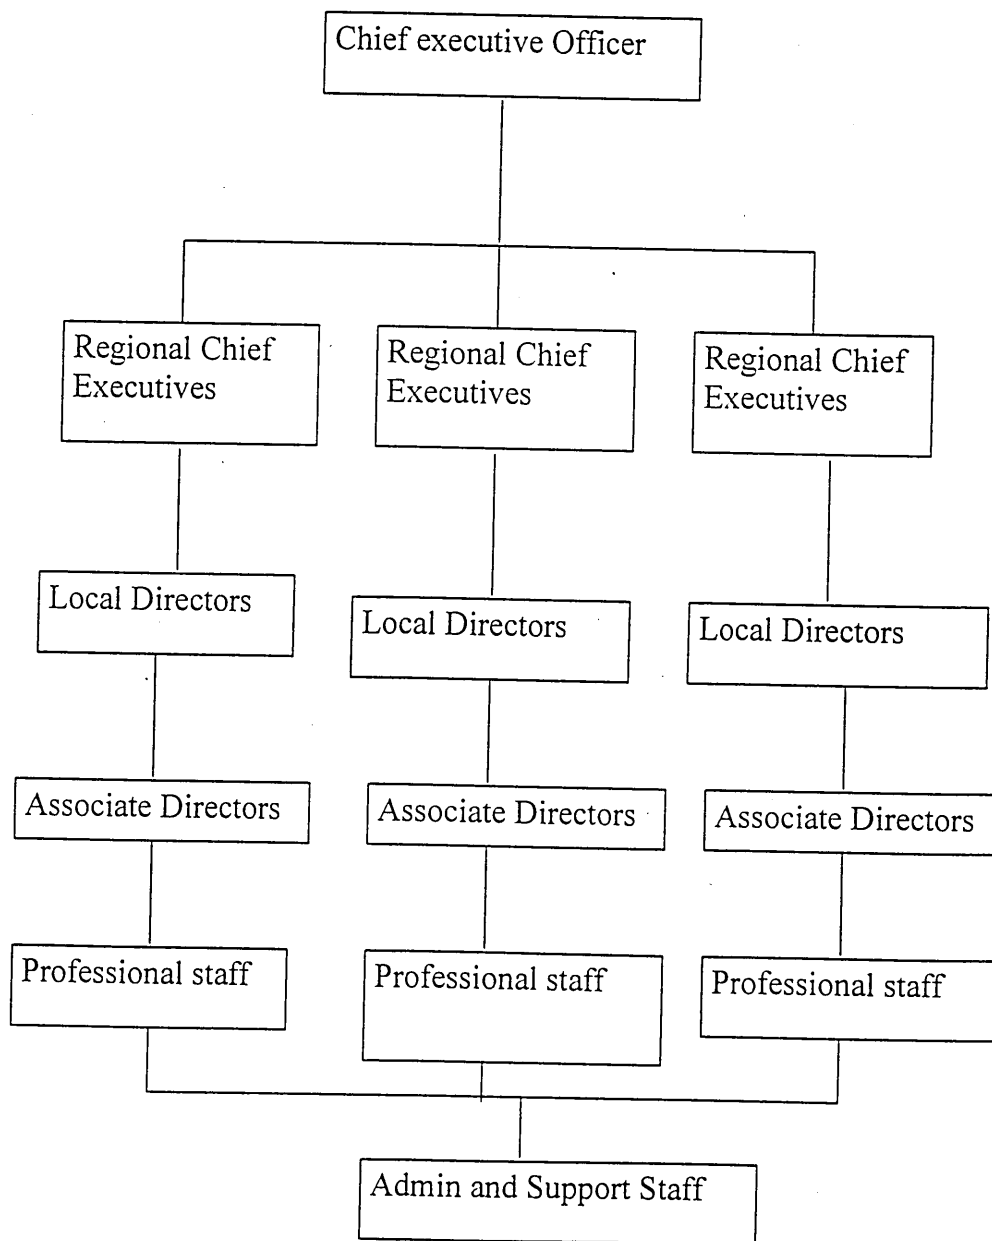 Chief executive Officer
Regional Chief
Executives
Regional Chief
Executives
Regional Chief
Executives
Local Directors
Local Directors
Local Directors
Associate Directors
Associate Directors
Associate Directors
Professional staff
Professional staff
Professional staff
Admin and Support Staff